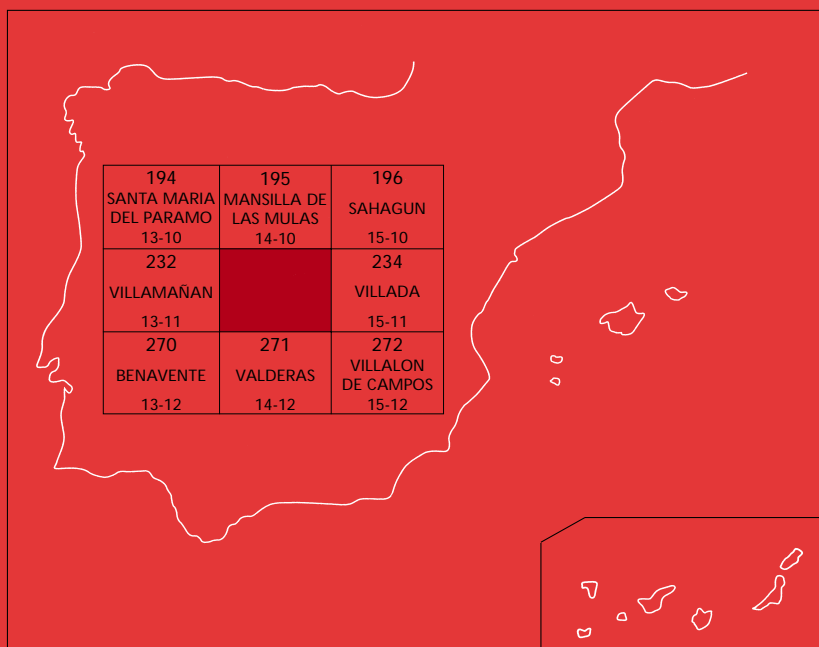 194
SANTA MARIA
DEL PARAMO
13-10
195
MANSILLA DE
LAS MULAS
14-10
196
SAHAGUN
15-10
232
VILLAMAÑAN
13-11
234
VILLADA
15-11
270
BENAVENTE
13-12
271
VALDERAS
14-12
272
VILLALON
DE CAMPOS
15-12